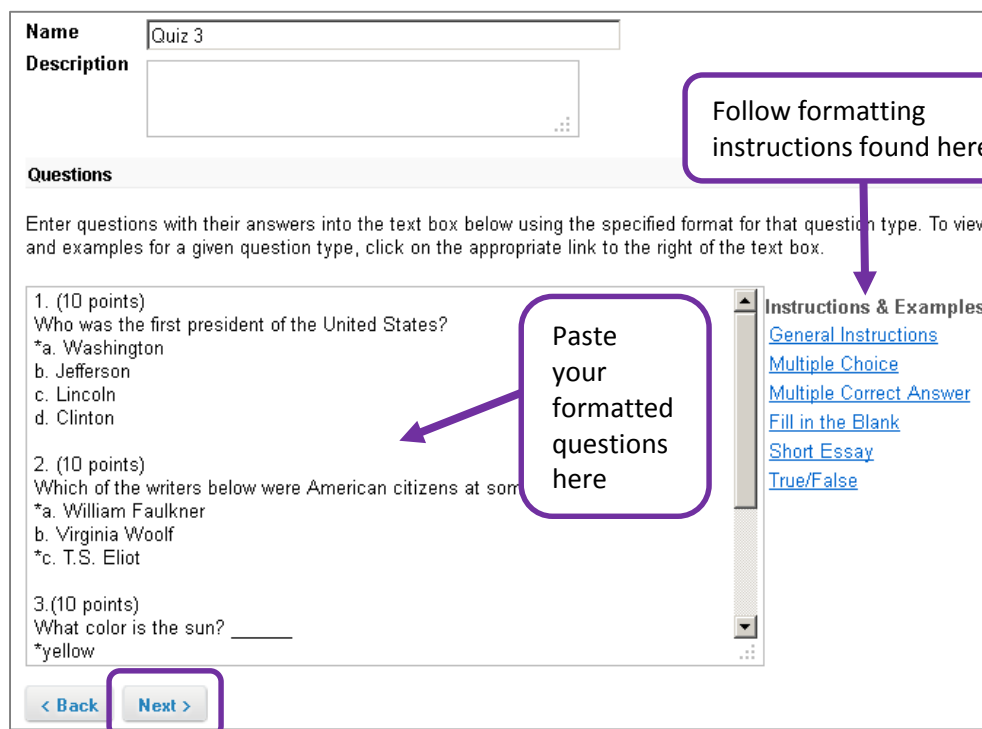 Name
Quiz 3
Description
Follow formatting
instructions found here
Questions
Enter questions with their answers into the text box below using the specified format for that question type. To view
and examples for a given question type, click on the appropriate link to the right of the text box.
1. (10 points)
Who was the first president of the United States?
*a. Washington
b. Jefferson
c. Lincoln
d. Clinton
2. (10 points)
Which of the writers below were American citizens at som
*a. William Faulkner
b. Virginia Woolf
*c. T.S. Eliot
3.(10 points)
What color is the sun? ______
*yellow
Paste
your
formatted
questions
here
Instructions & Examples
General Instructions
Multiple Choice
Multiple Correct Answer
Fill in the Blank
Short Essay
True/False
< Back
Next >